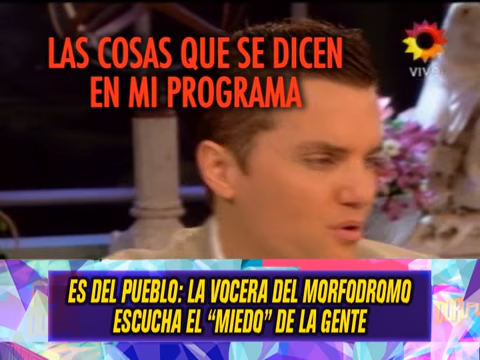 LAS COSAS QUE SE DICEN
EN MI PROGRAMA
VIVO
ES DEL PUEBLO: LA VOCERA DEL MORFODROMO
ESCUCHA EL “MIEDO” DE LA GENTE